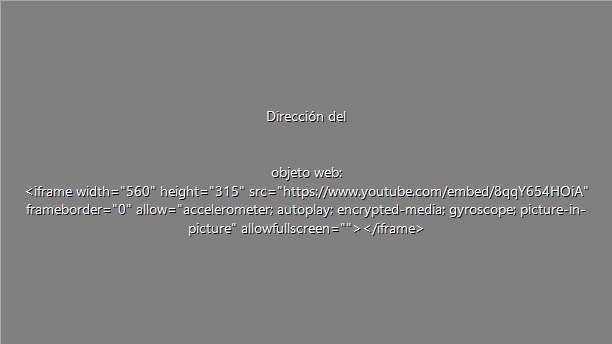 Dirección del
objeto web:
<iframe width="560" height="315" src="https://www.youtube.com/embed/8qqY654HOiA"
frameborder="0" allow="accelerometer; autoplay; encrypted-media; gyroscope; picture-in-
picture" allowfullscreen=""></iframe>